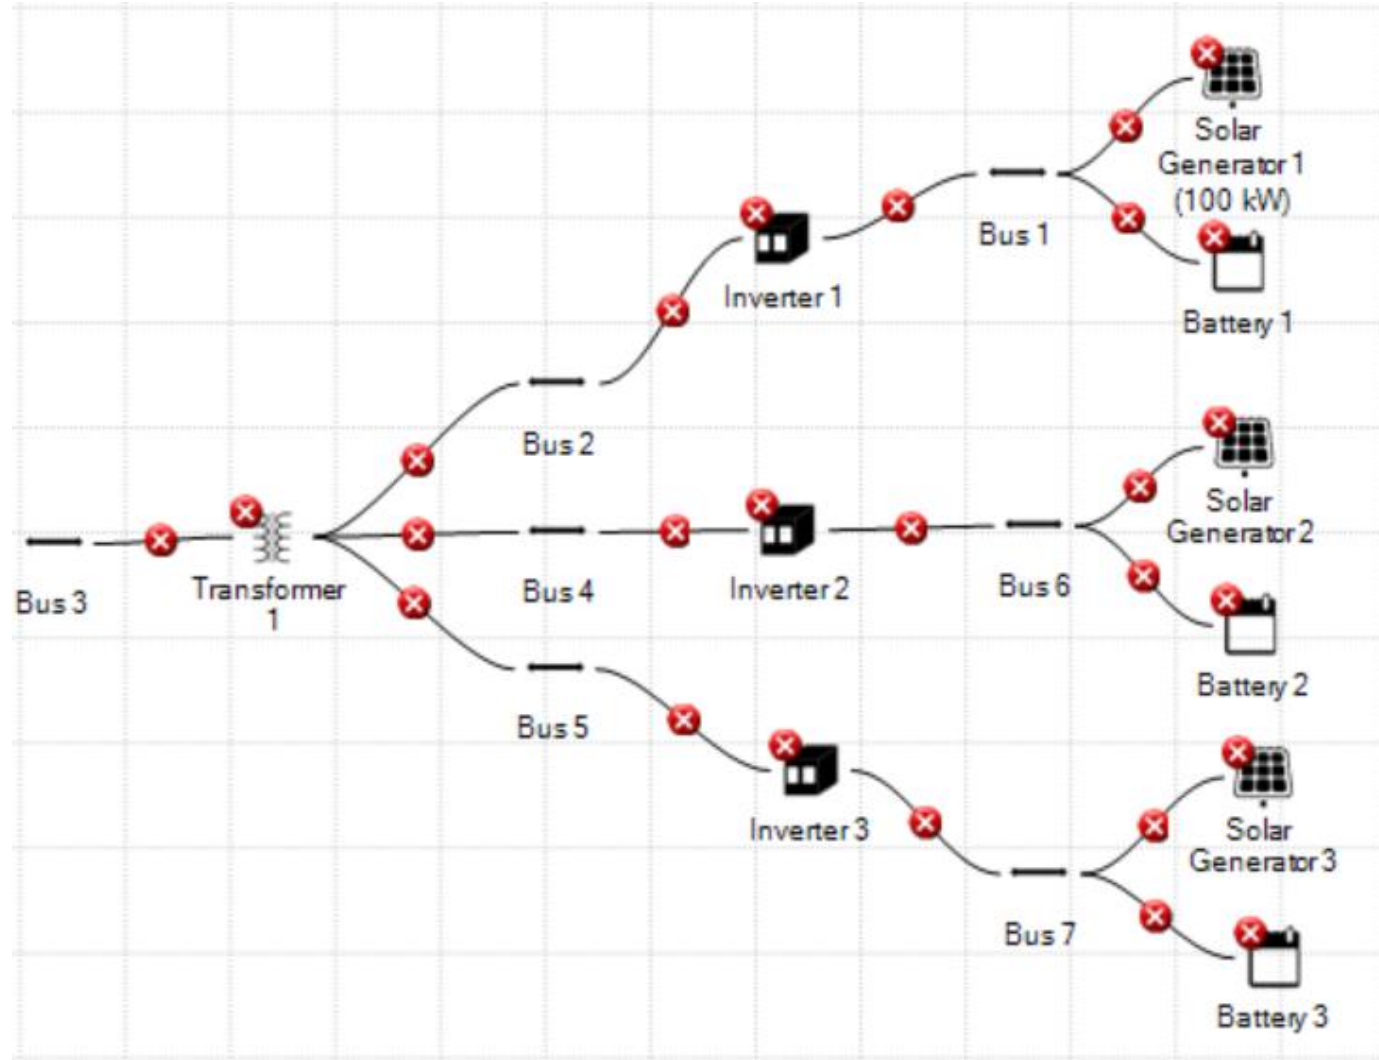 Solar
Generator 1
(100 kW)
Bus 1
Inverter 1
Battery 1
Bus 2
Solar
Generator 2
Bus 3
Transformer
1
Bus 4
Inverter 2
Bus 6
Battery 2
Bus 5
Inverter 3
Solar
Generator 3
Bus 7
Battery 3